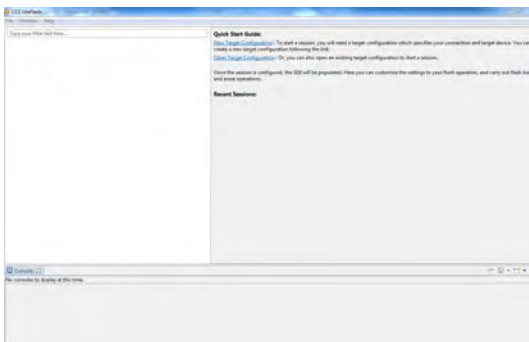 CCS UniFlash
File Window Help
Type your filter text here...
Quick Start Guide:
New Target Configuration: To start a session, you will need a target configuration which specifies your connection and target device. You can
create a new target configuration following the link.
Open Target Configuration: Or, you can also open an existing target configuration to start a session.
Once the session is configured, the GUI will be populated. Here you can customize the settings to your flash operation, and carry out flash
and erase operations.
Recent Sessions:
Console
No consoles to display at this time.